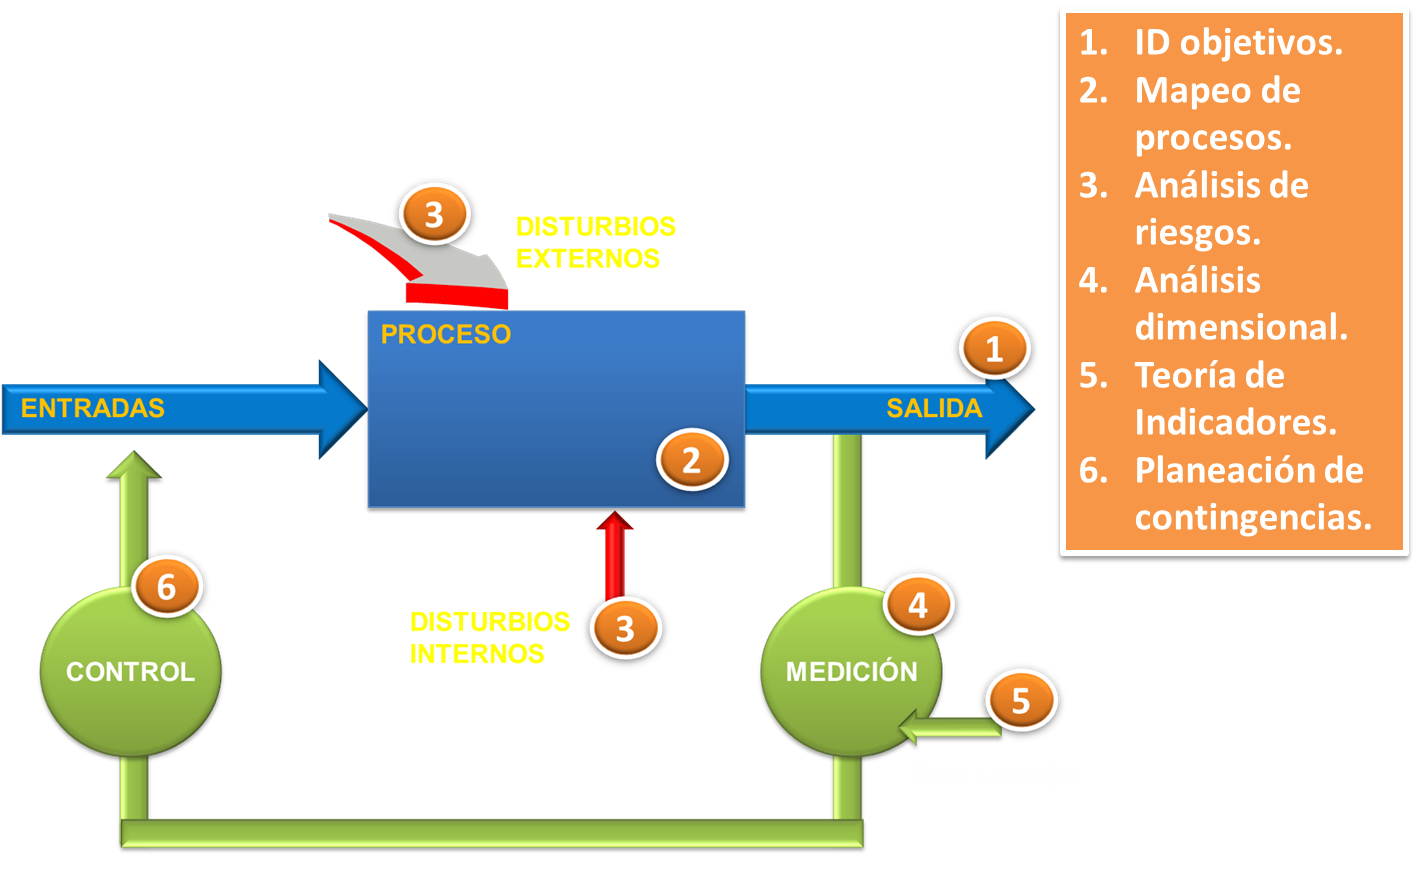 1. ID objetivos.
2. Mapeo de
procesos.
3. Análisis de
riesgos.
4. Análisis
dimensional.
5. Teoría de
Indicadores.
6. Planeación de
contingencias.
3
DISTURBIOS
EXTERNOS
PROCESO
1
ENTRADAS
SALIDA
2
6
4
DISTURBIOS
INTERNOS
3
CONTROL
MEDICIÓN
5